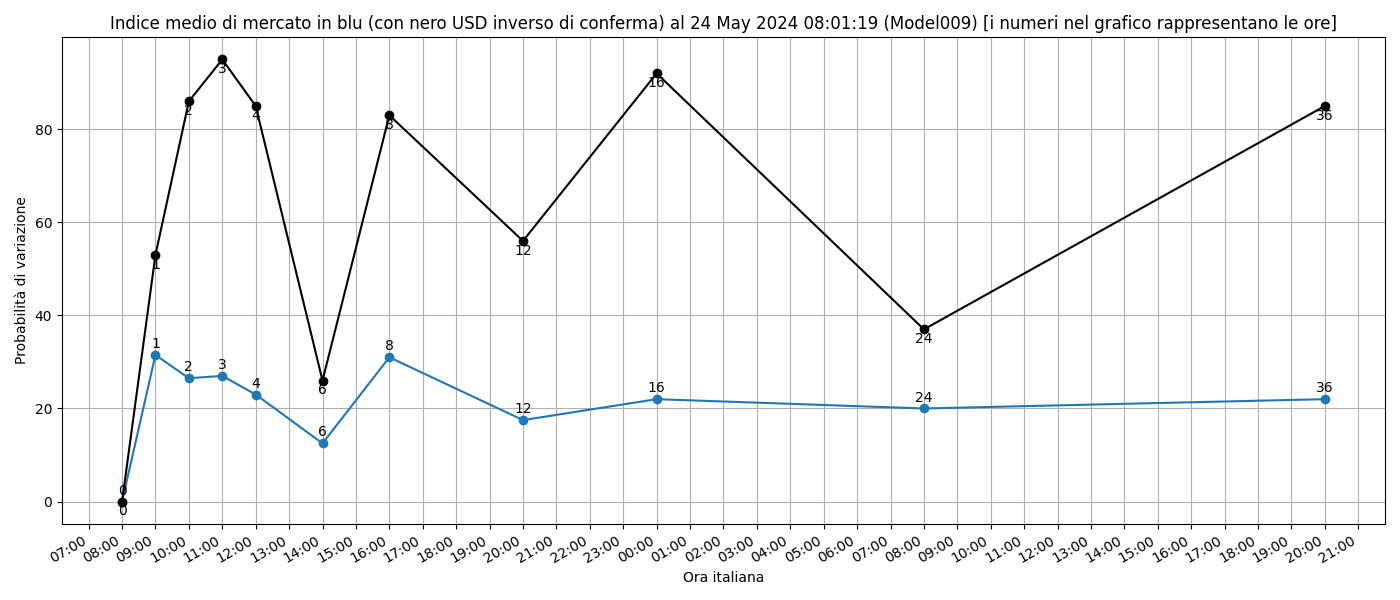 Indice medio di mercato in blu (con nero USD inverso di conferma) al 24 May 2024 08:01:19 (Model009) [i numeri nel grafico rappresentano le ore]
Probabilità di variazione
80
60
40
20
0
0 1 2 3 4 6 8 12 16 24 36
0 1 2 3 4 6 8 12 16 24 36
07:00 08:00 09:00 10:00 11:00 12:00 13:00 14:00 15:00 16:00 17:00 18:00 19:00 20:00 21:00 22:00 23:00 00:00 01:00 02:00 03:00 04:00 05:00 06:00 07:00 08:00 09:00 10:00 11:00 12:00 13:00 14:00 15:00 16:00 17:00 18:00 19:00 20:00 21:00
Ora italiana